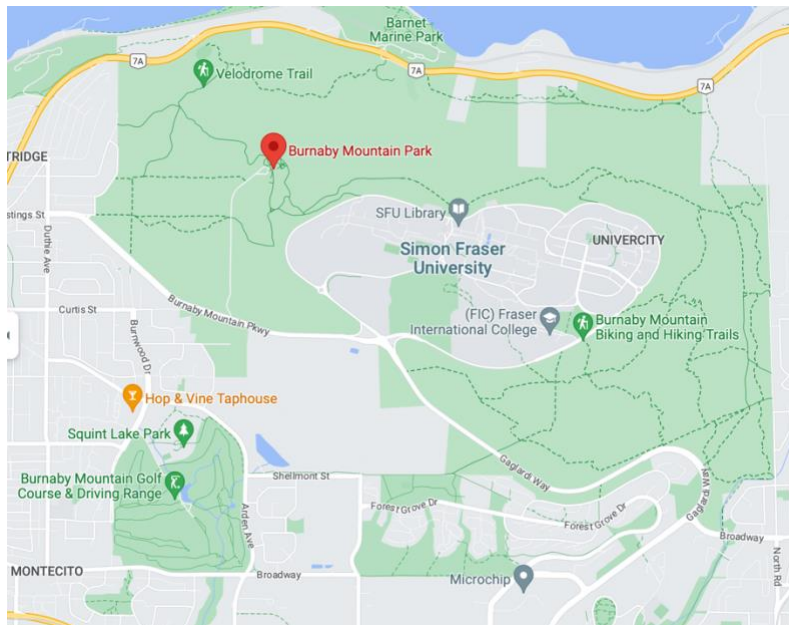 Barnet
Marine Park
7A
7A
7A
Velodrome Trail
Burnaby Mountain Park
TRIDGE
stings St
Duthie Ave
SFU Library
Simon Fraser
University
UNIVERCITY
Curtis St
Burnaby Mountain Pkwy
Burnwood Dr
(FIC) Fraser
International College
Burnaby Mountain
Biking and Hiking Trails
Hop & Vine Taphouse
Squint Lake Park
Burnaby Mountain Golf
Course & Driving Range
Shellmont St
Arden Ave
Gaglardi Way
Gaglardi Way
Forest Grove Dr
Forest Grove Dr
Broadway
North Rd
MONTECITO
Broadway
Microchip